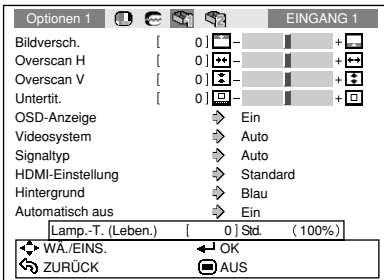 Optionen 1 EINGANG 1
Bildversch. [ 0 ] – +
Overscan H [ 0 ] – +
Overscan V [ 0 ] – +
Untertit. [ 0 ] – +
OSD-Anzeige Ein
Videosystem Auto
Signaltyp Auto
HDMI-Einstellung Standard
Hintergrund Blau
Automatisch aus Ein
Lamp.-T. (Leben.) [ 0 ] Std. (100%)
WÄ./EINS. OK
ZURÜCK AUS